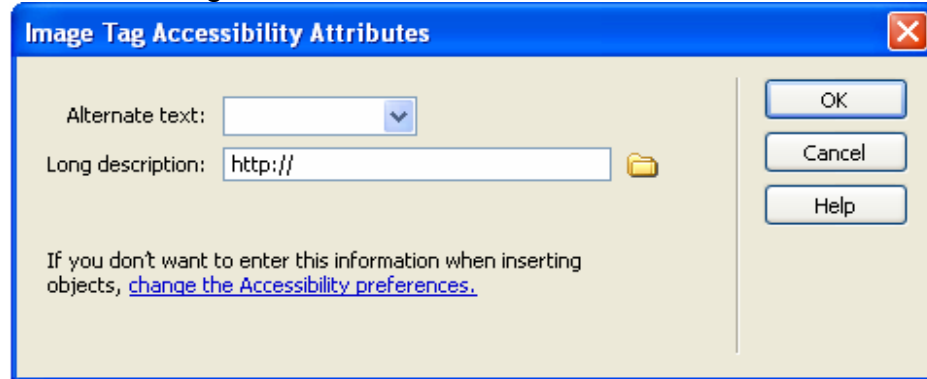 Image Tag Accessibility Attributes
Alternate text:
OK
Long description: http://
Cancel
Help
If you don't want to enter this information when inserting
objects, change the Accessibility preferences.